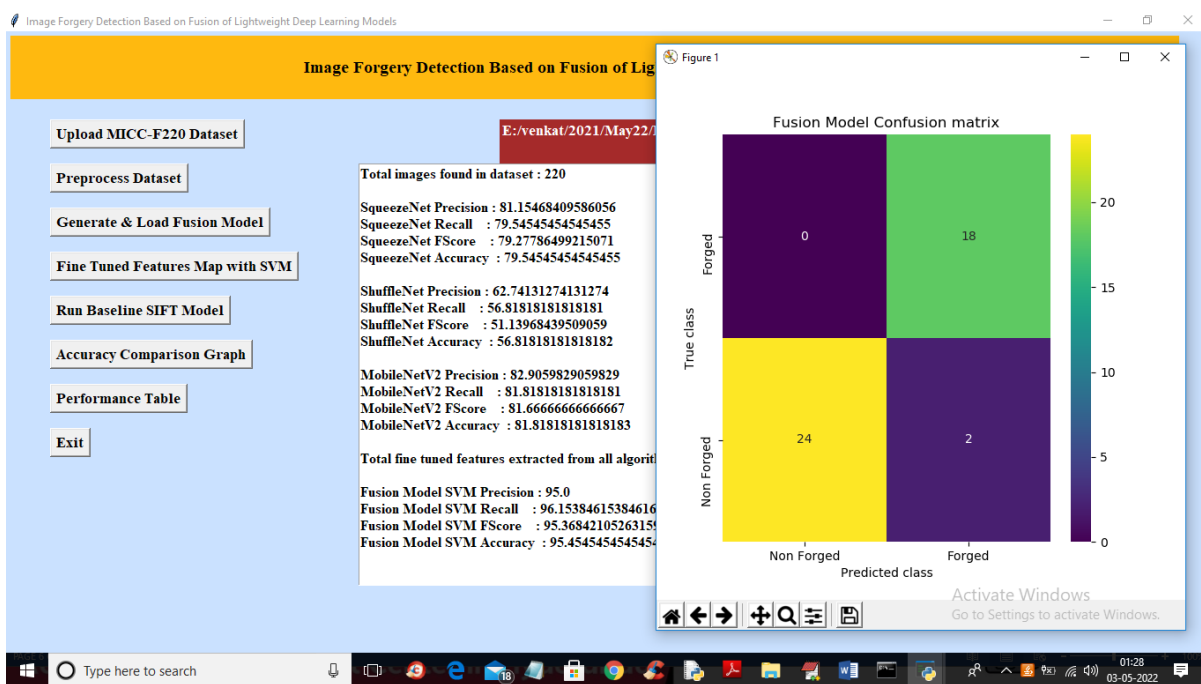 Image Forgery Detection Based on Fusion of Lightweight Deep Learning Models
Image Forgery Detection Based on Fusion of Lig
Upload MICC-F220 Dataset
Preprocess Dataset
Generate & Load Fusion Model
Fine Tuned Features Map with SVM
Run Baseline SIFT Model
Accuracy Comparison Graph
Performance Table
Exit
E:/venkat/2021/May22/
Total images found in dataset : 220
SqueezeNet Precision : 81.15468409586056
SqueezeNet Recall : 79.54545454545455
SqueezeNet FScore : 79.27786499215071
SqueezeNet Accuracy : 79.54545454545455
ShuffleNet Precision : 62.74131274131274
ShuffleNet Recall : 56.81818181818181
ShuffleNet FScore : 51.13968439509059
ShuffleNet Accuracy : 56.81818181818182
MobileNetV2 Precision : 82.9059829059829
MobileNetV2 Recall : 81.81818181818181
MobileNetV2 FScore : 81.66666666666667
MobileNetV2 Accuracy : 81.81818181818183
Total fine tuned features extracted from all algorit
Fusion Model SVM Precision : 95.0
Fusion Model SVM Recall : 96.15384615384616
Fusion Model SVM FScore : 95.36842105263159
Fusion Model SVM Accuracy : 95.4545454545454
Figure 1
Fusion Model Confusion matrix
0
18
24
2
Forged
Non Forged
True class
Non Forged
Forged
Predicted class
20
15
10
5
0
Activate Windows
Go to Settings to activate Windows.
Type here to search
18
01:28
03-05-2022